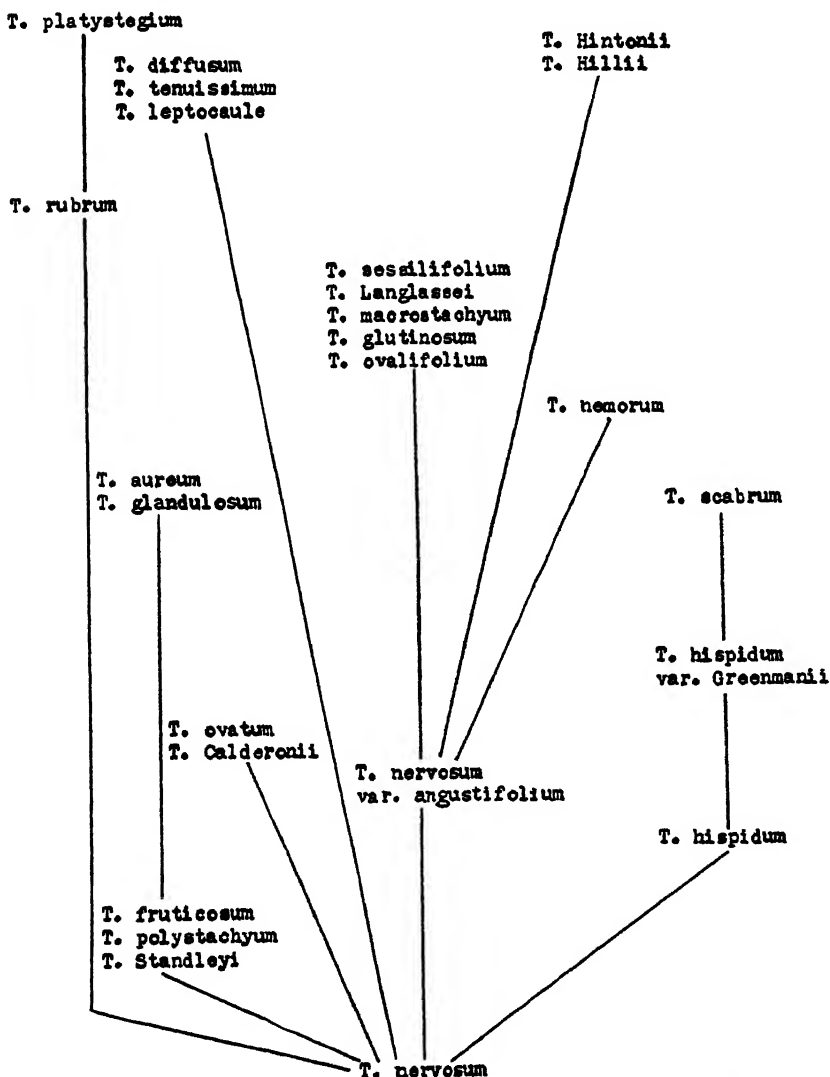 T. platystegium
T. diffusum
T. tenuissimum
T. leptocaule
T. Hintonii
T. Hillii
T. rubrum
T. sessilifolium
T. Langlassei
T. macrostachyum
T. glutinosum
T. ovalifolium
T. nemorum
T. aureum
T. glandulosum
T. scabrum
T. hispidum
var. Greenmanii
T. ovatum
T. Calderonii
T. nervosum
var. angustifolium
T. hispidum
T. fruticosum
T. polystachyum
T. Standleyi
T. nervosum